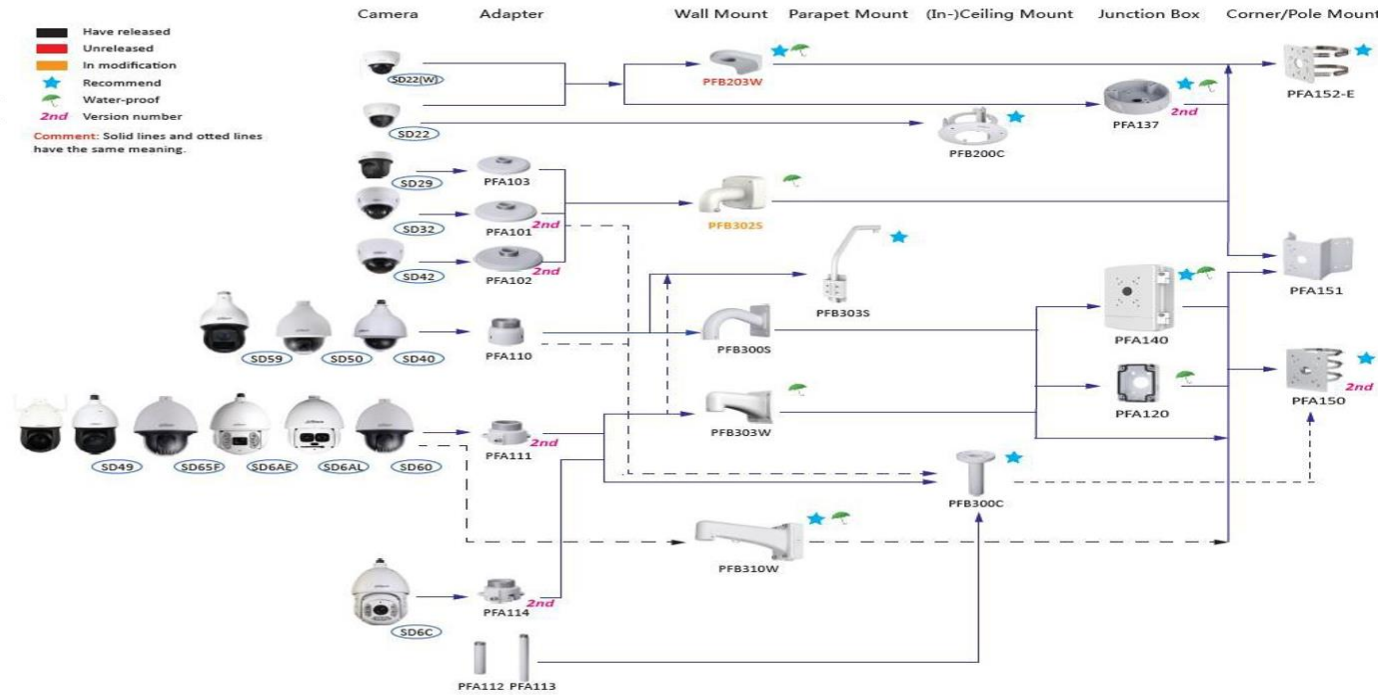 Camera Adapter Wall Mount Parapet Mount (In-)Ceiling Mount Junction Box Corner/Pole Mount
Have released
Unreleased
In modification
Recommend
Water-proof
2nd Version number
Comment: Solid lines and otted lines
have the same meaning.
SD22(W)
PFB203W
PFA152-E
SD22
PFB200C
PFA137
2nd
SD29
PFA103
SD32
PFA101
2nd
PFB302S
SD42
PFA102
2nd
PFB303S
PFA151
SD59
SD50
SD40
PFA110
PFB300S
PFA140
PFA120
PFA150
2nd
SD49
SD65F
SD6AE
SD6AL
SD60
PFA111
2nd
PFB303W
PFB300C
PFB310W
SD6C
PFA114
2nd
PFA112 PFA113